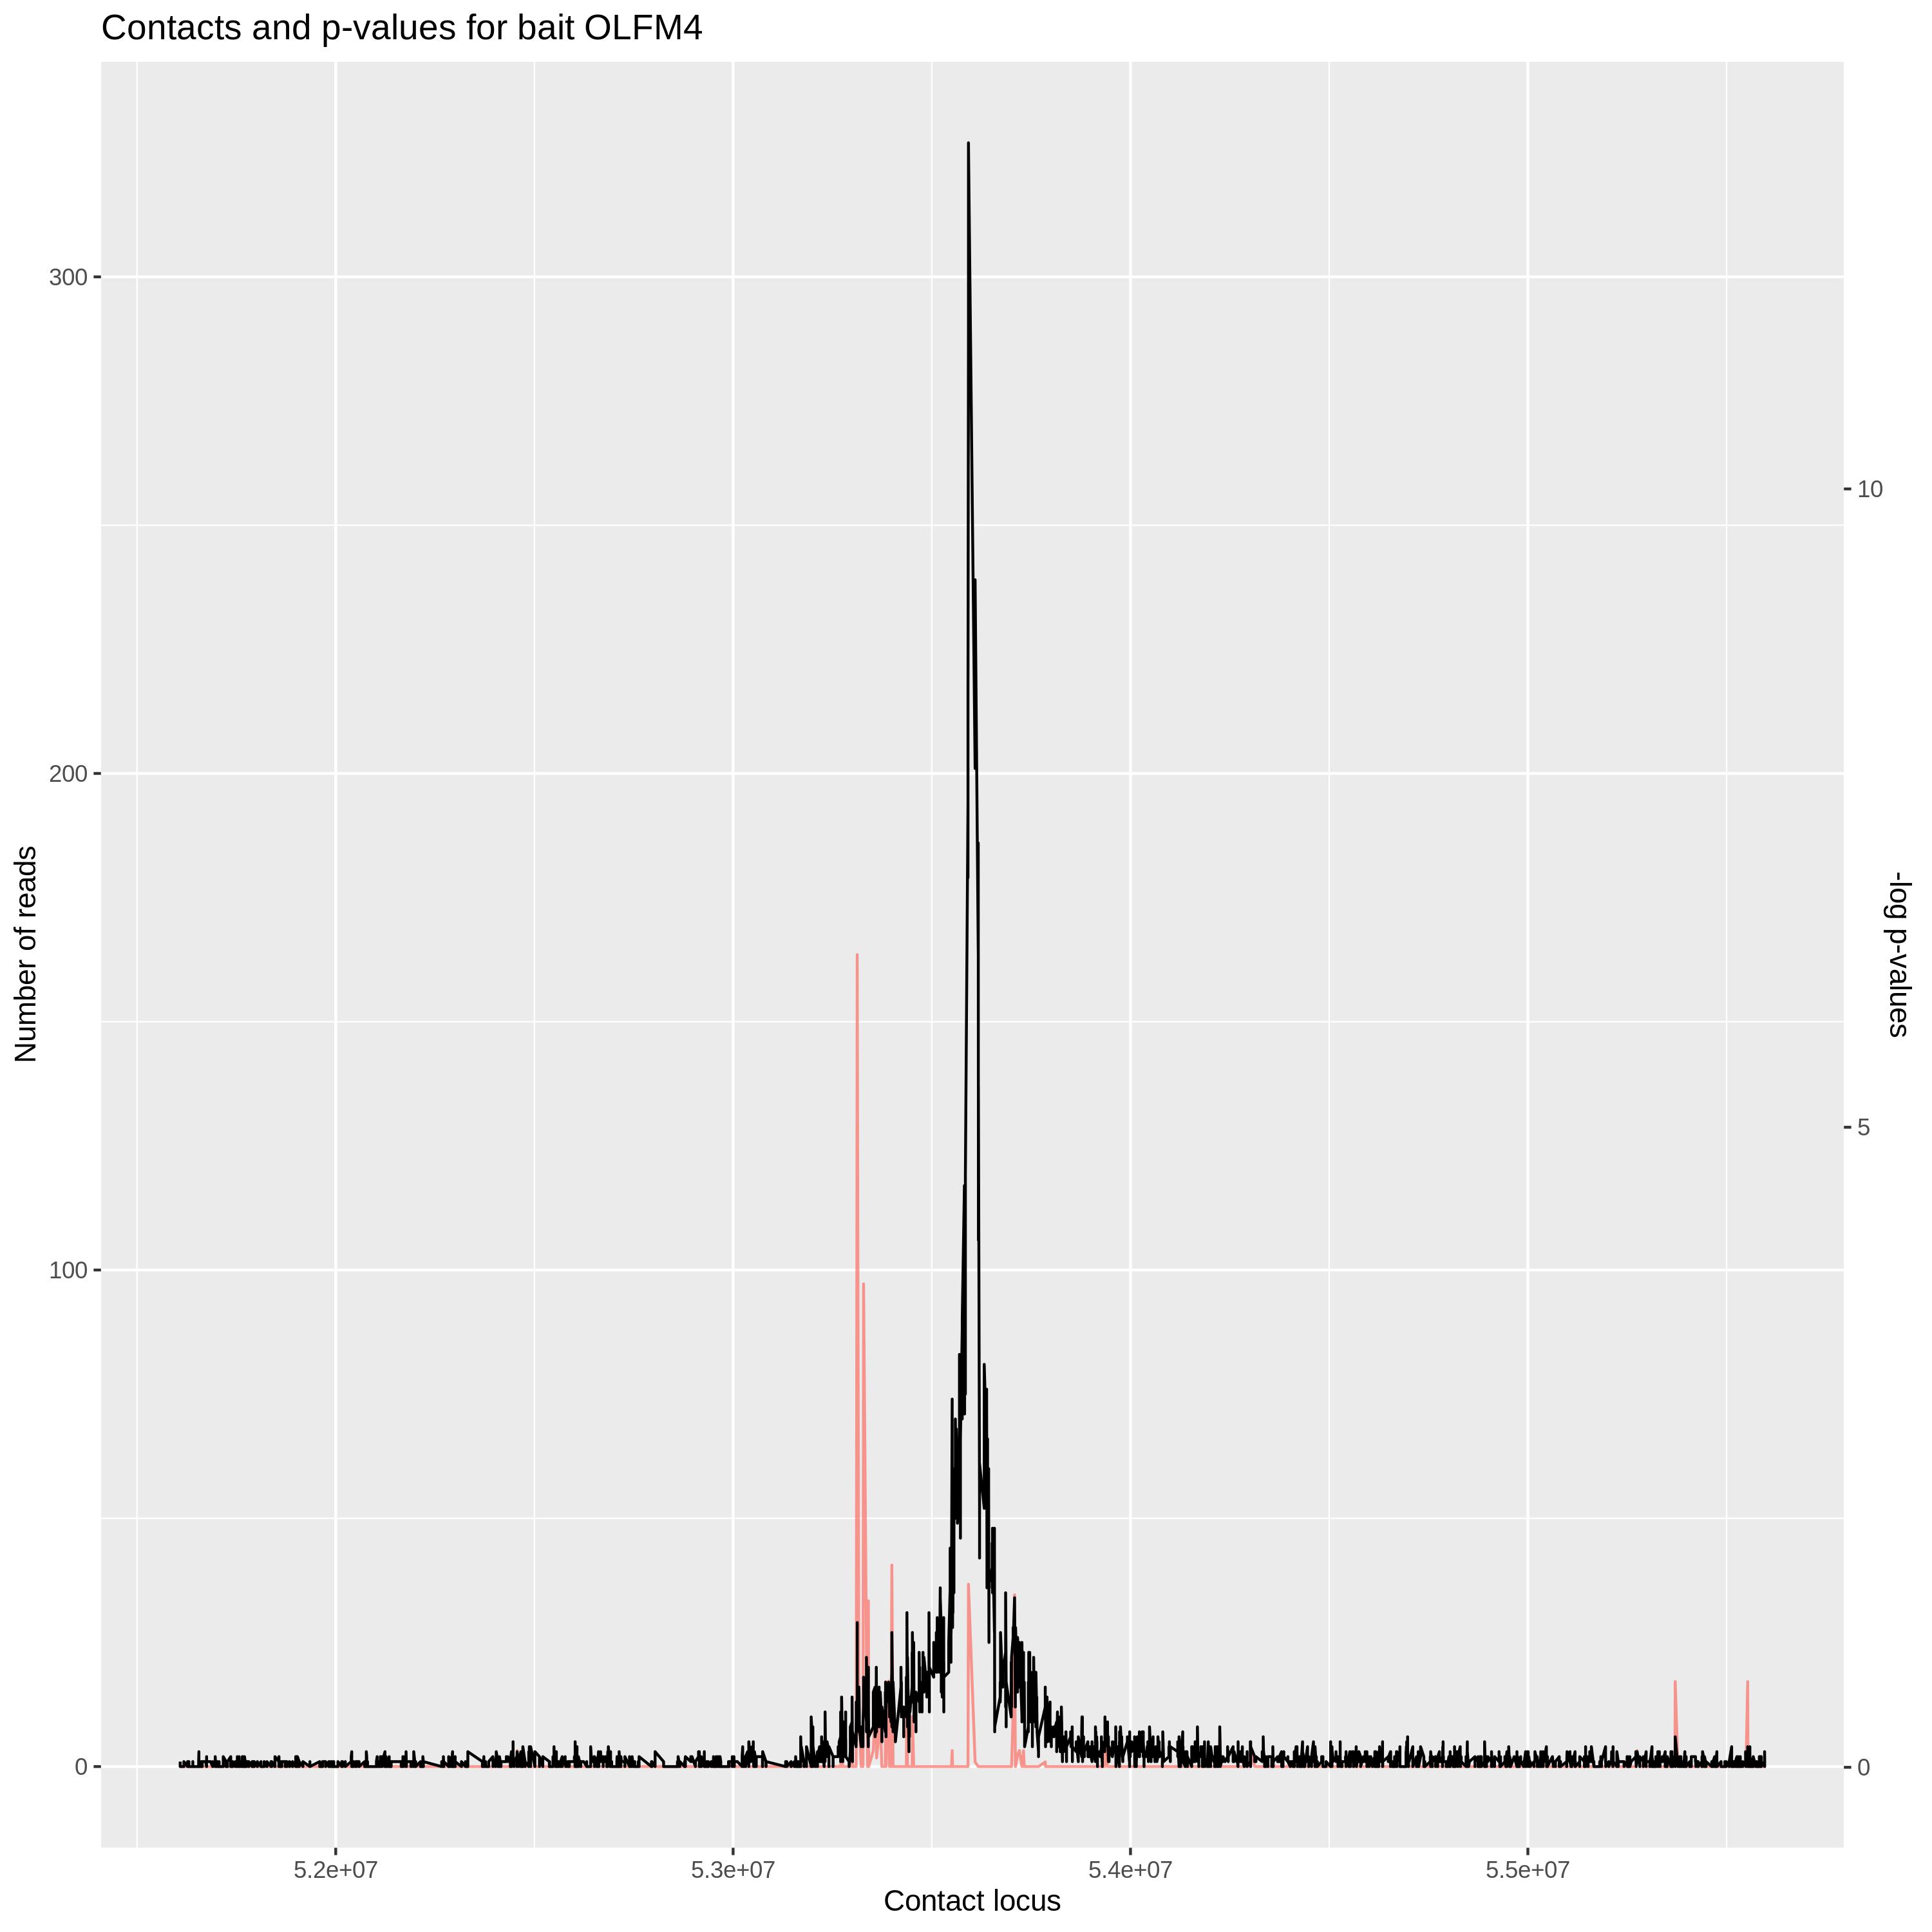 Contacts and p-values for bait OLFM4
300
200
100
0
Number of reads
10
5
0
-log p-values
5.2e+07 5.3e+07 5.4e+07 5.5e+07
Contact locus